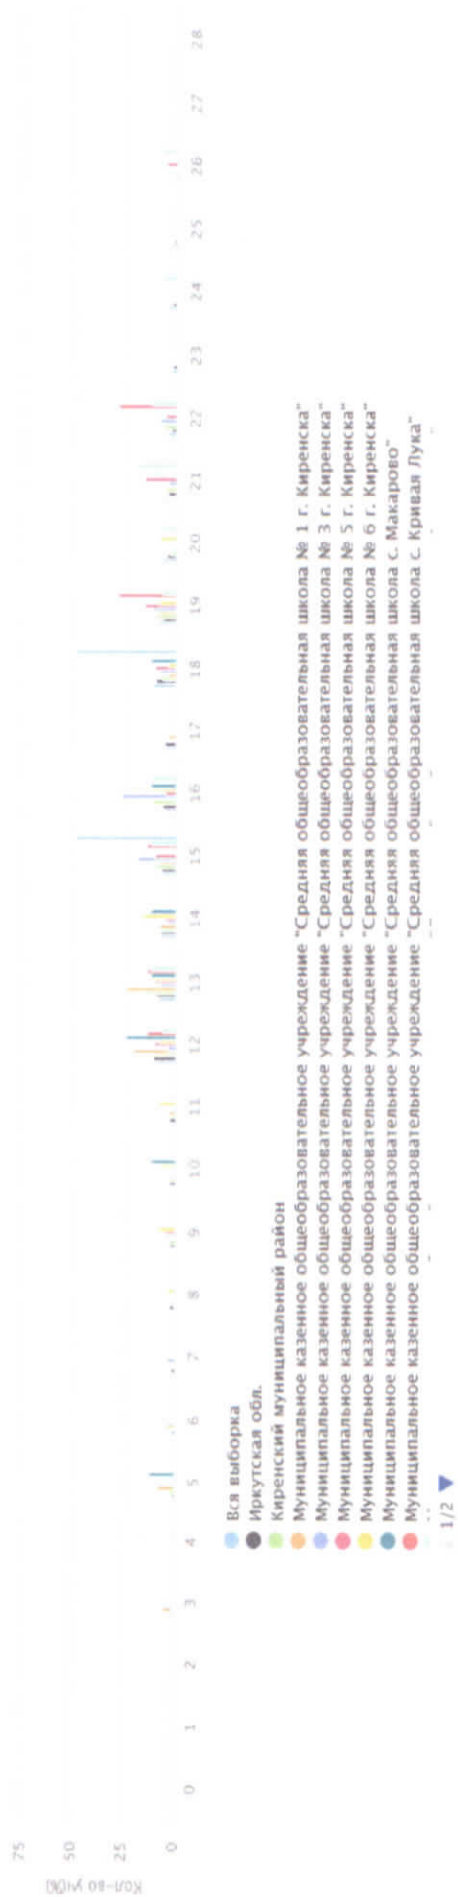 Кол-во уч(%)
75
50
25
0
0 1 2 3 4 5 6 7 8 9 10 11 12 13 14 15 16 17 18 19 20 21 22 23 24 25 26 27 28
Вся выборка
Иркутская обл.
Киренский муниципальный район
Муниципальное казенное общеобразовательное учреждение "Средняя общеобразовательная школа № 1 г. Киренска"
Муниципальное казенное общеобразовательное учреждение "Средняя общеобразовательная школа № 3 г. Киренска"
Муниципальное казенное общеобразовательное учреждение "Средняя общеобразовательная школа № 5 г. Киренска"
Муниципальное казенное общеобразовательное учреждение "Средняя общеобразовательная школа № 6 г. Киренска"
Муниципальное казенное общеобразовательное учреждение "Средняя общеобразовательная школа с. Макарово"
Муниципальное казенное общеобразовательное учреждение "Средняя общеобразовательная школа с. Кривая Лука"
1/2